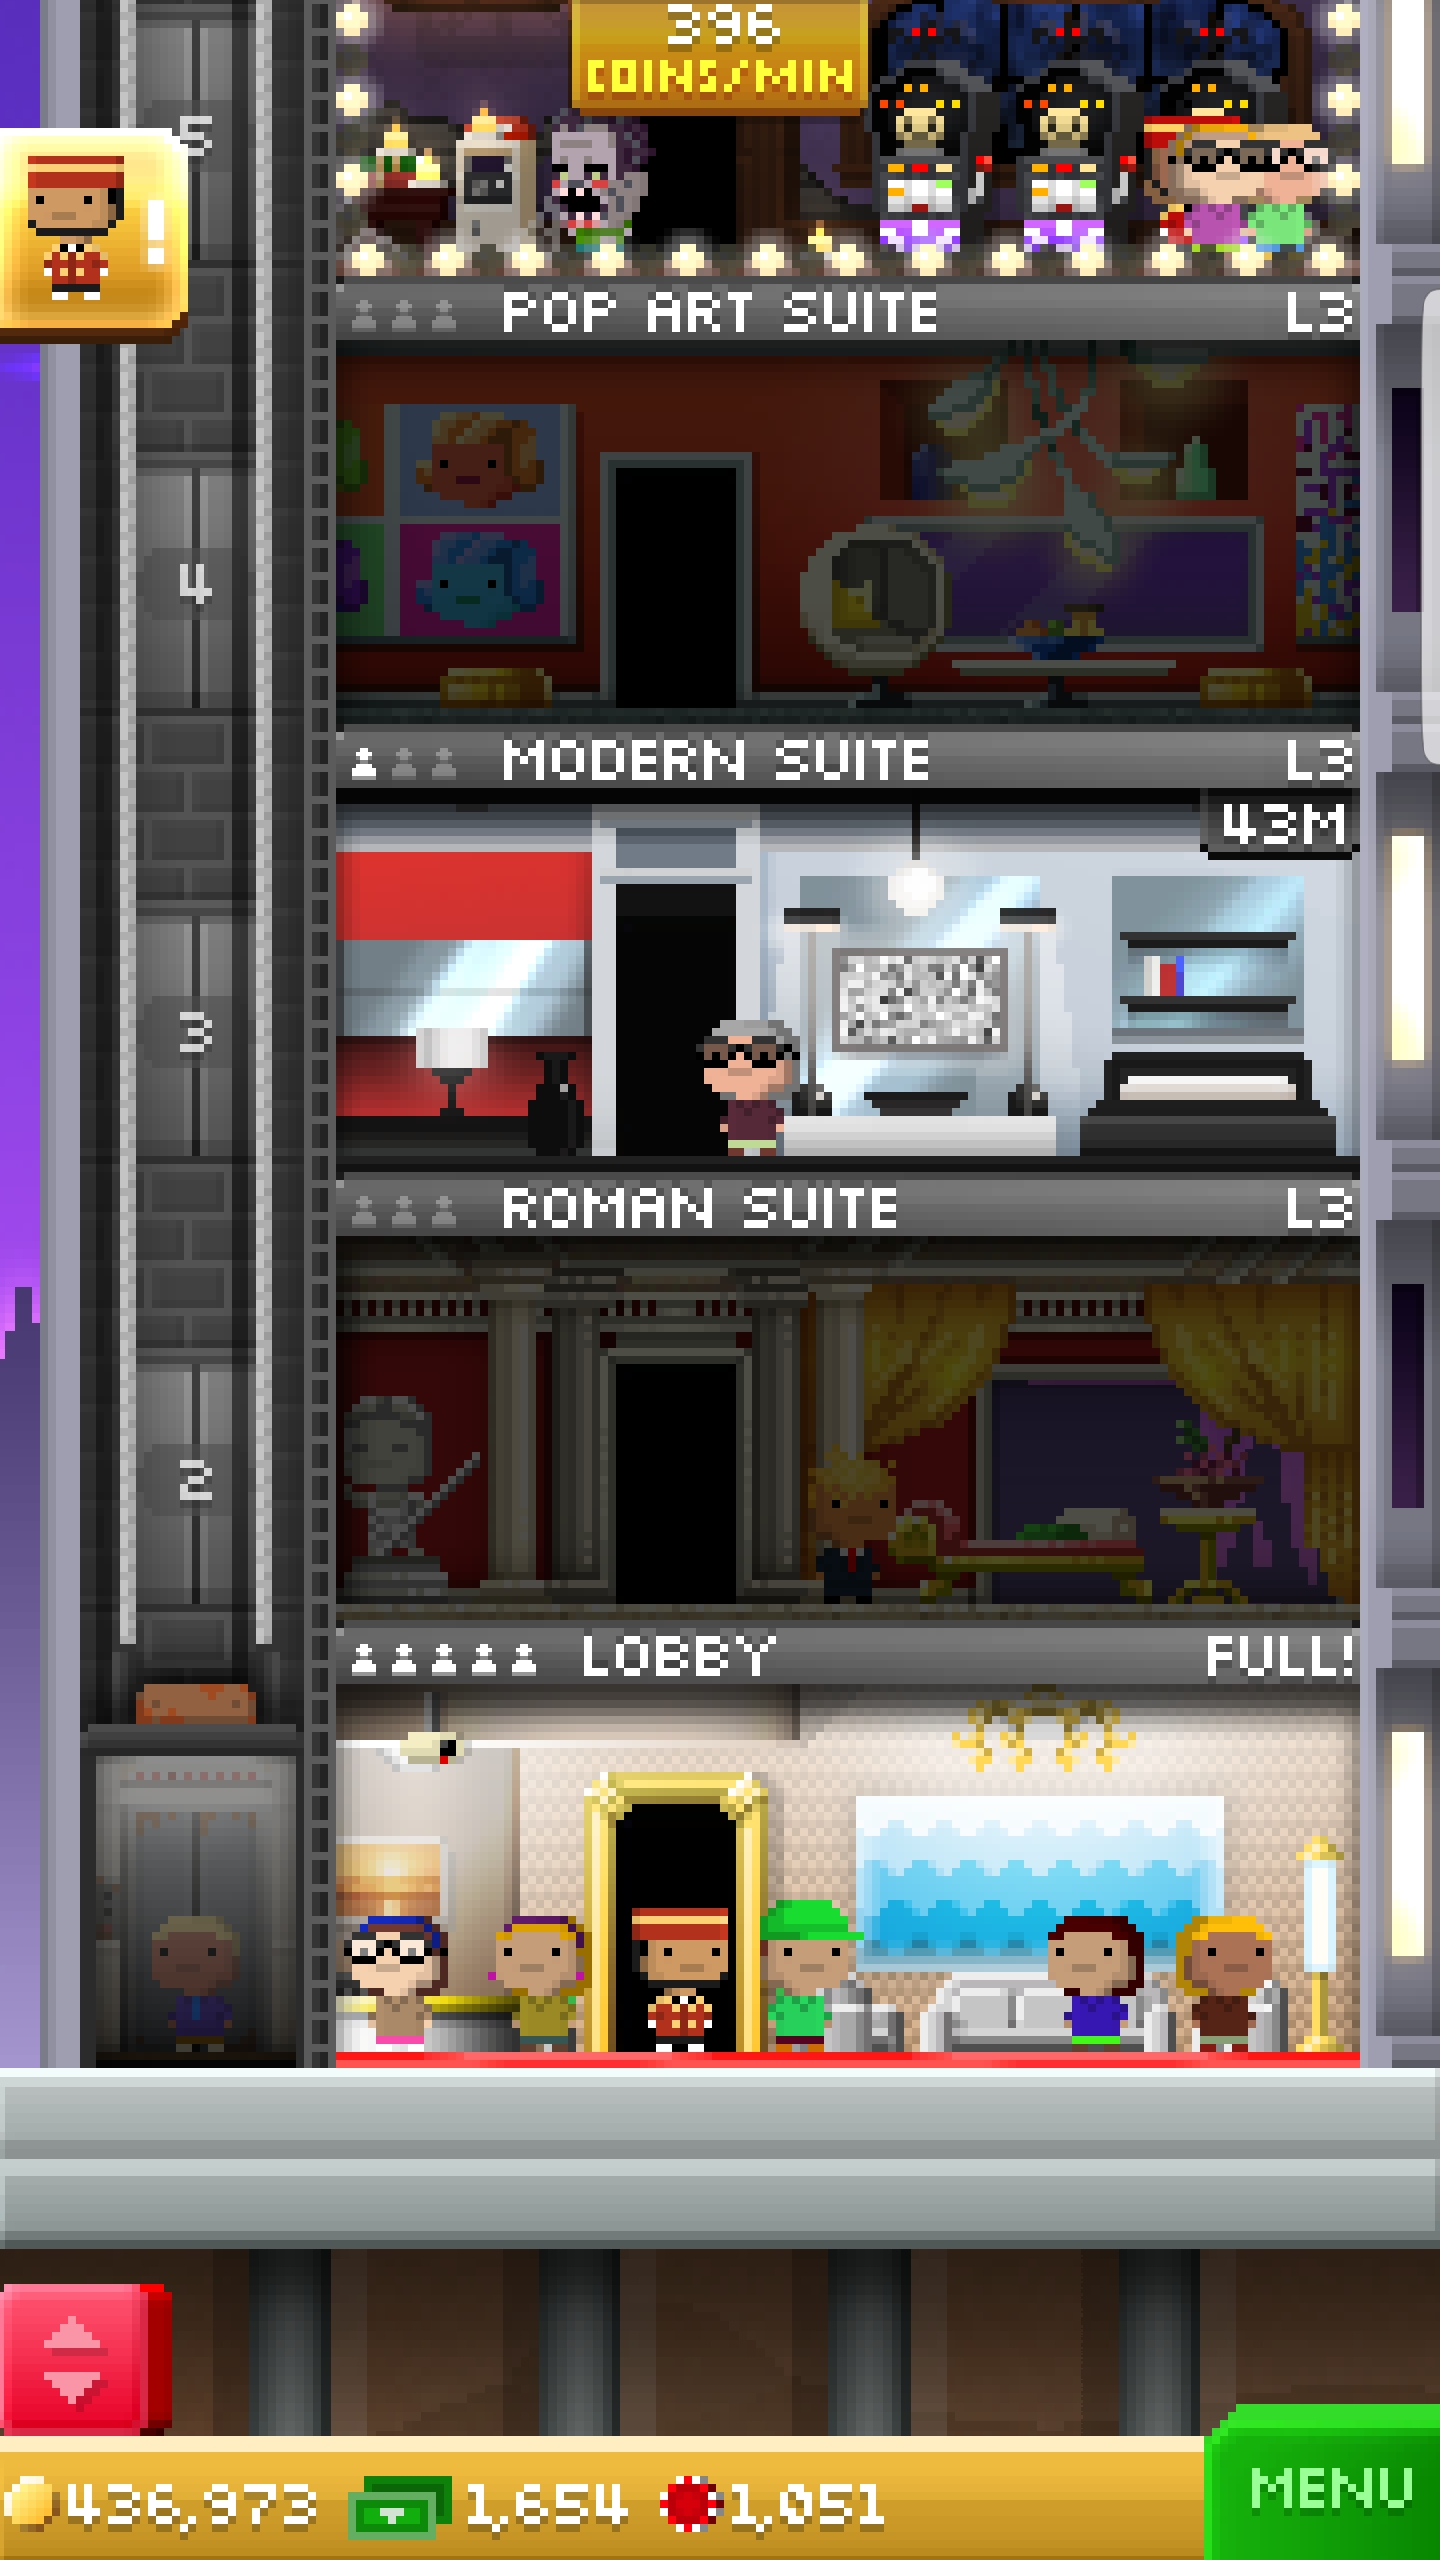 396
COINS/MIN
5
!
POP ART SUITE L3
4
MODERN SUITE L3
43M
3
ROMAN SUITE L3
2
LOBBY FULL!
436,973 1,654 1,051
MENU